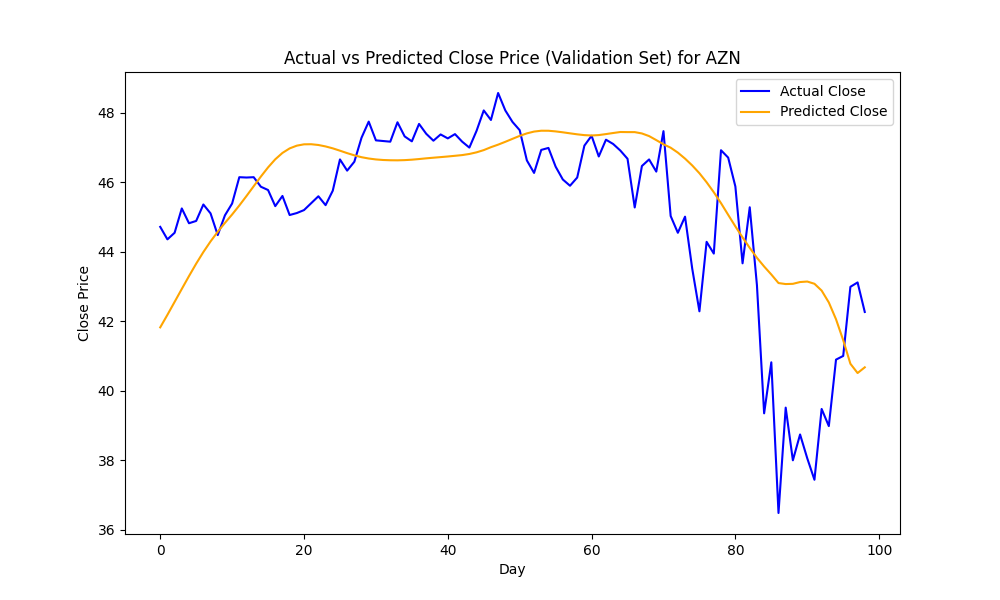 Actual vs Predicted Close Price (Validation Set) for AZN
Actual Close
Predicted Close
48
46
44
42
40
38
36
Close Price
0 20 40 60 80 100
Day